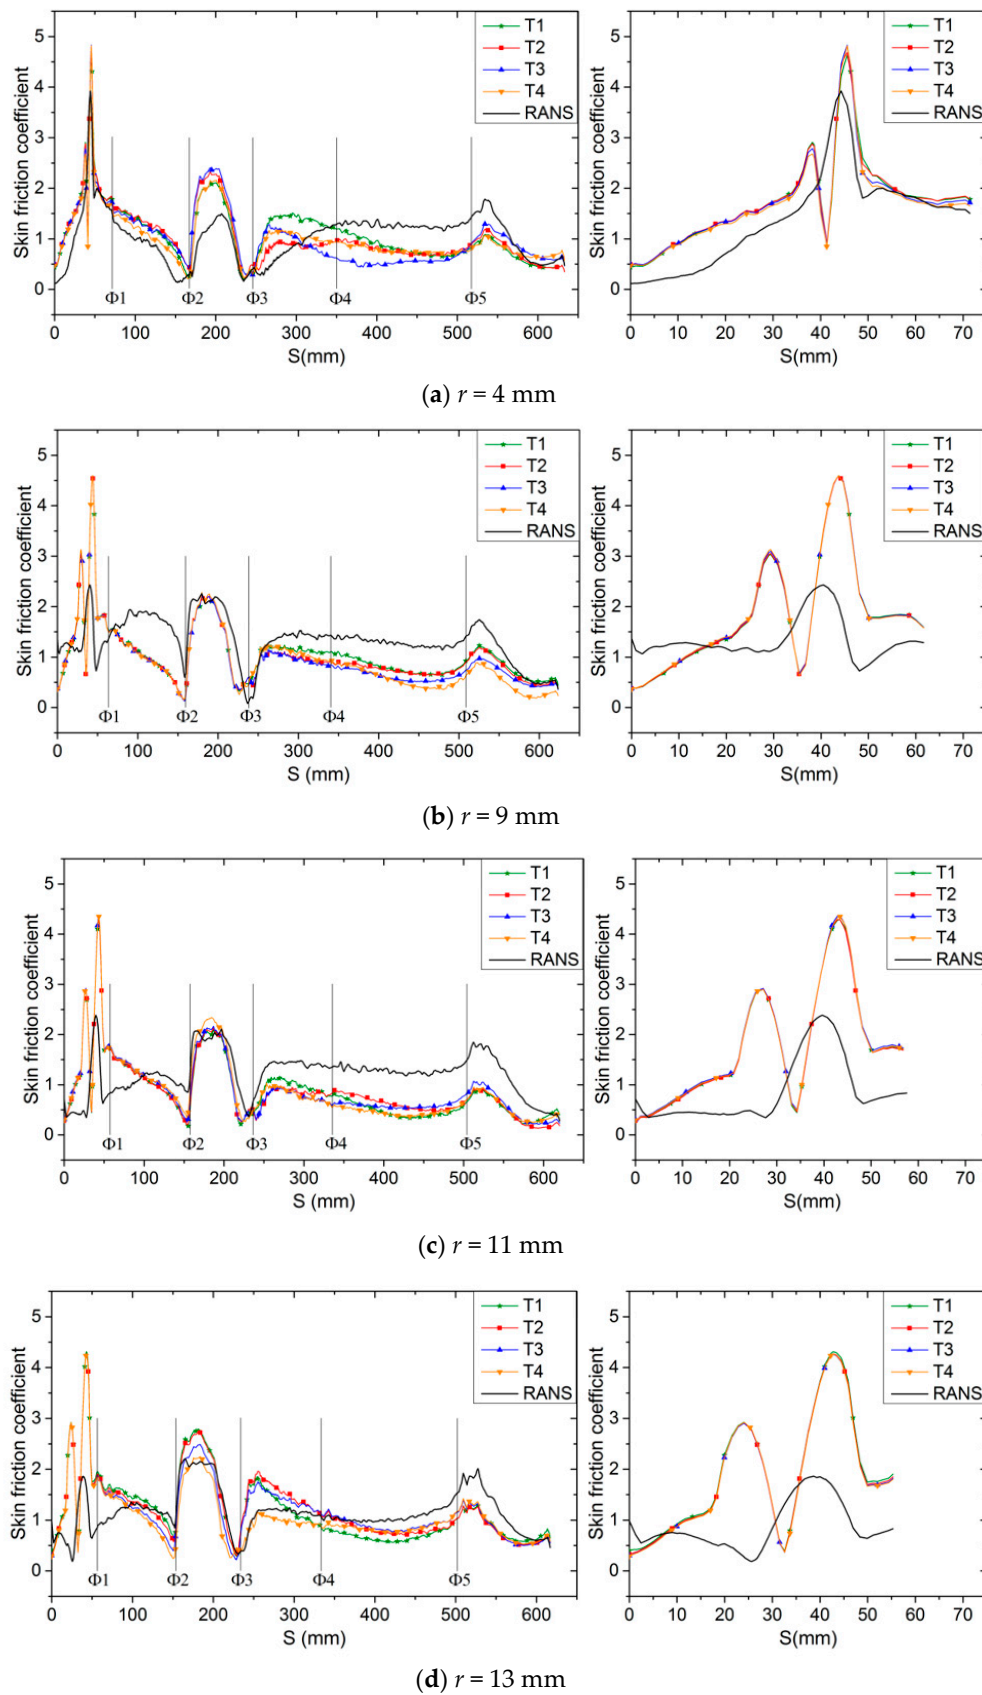 T1
T2
T3
T4
RANS
Skin friction coefficient
5
4
3
2
1
0
Φ1 Φ2 Φ3 Φ4 Φ5
0 100 200 300 400 500 600
S(mm)
T1
T2
T3
T4
RANS
Skin friction coefficient
5
4
3
2
1
0
0 10 20 30 40 50 60 70
S(mm)
(a) r = 4 mm
T1
T2
T3
T4
RANS
Skin friction coefficient
5
4
3
2
1
0
Φ1 Φ2 Φ3 Φ4 Φ5
0 100 200 300 400 500 600
S (mm)
T1
T2
T3
T4
RANS
Skin friction coefficient
5
4
3
2
1
0
0 10 20 30 40 50 60 70
S(mm)
(b) r = 9 mm
T1
T2
T3
T4
RANS
Skin friction coefficient
5
4
3
2
1
0
Φ1 Φ2 Φ3 Φ4 Φ5
0 100 200 300 400 500 600
S (mm)
T1
T2
T3
T4
RANS
Skin friction coefficient
5
4
3
2
1
0
0 10 20 30 40 50 60 70
S(mm)
(c) r = 11 mm
T1
T2
T3
T4
RANS
Skin friction coefficient
5
4
3
2
1
0
Φ1 Φ2 Φ3 Φ4 Φ5
0 100 200 300 400 500 600
S (mm)
T1
T2
T3
T4
RANS
Skin friction coefficient
5
4
3
2
1
0
0 10 20 30 40 50 60 70
S(mm)
(d) r = 13 mm